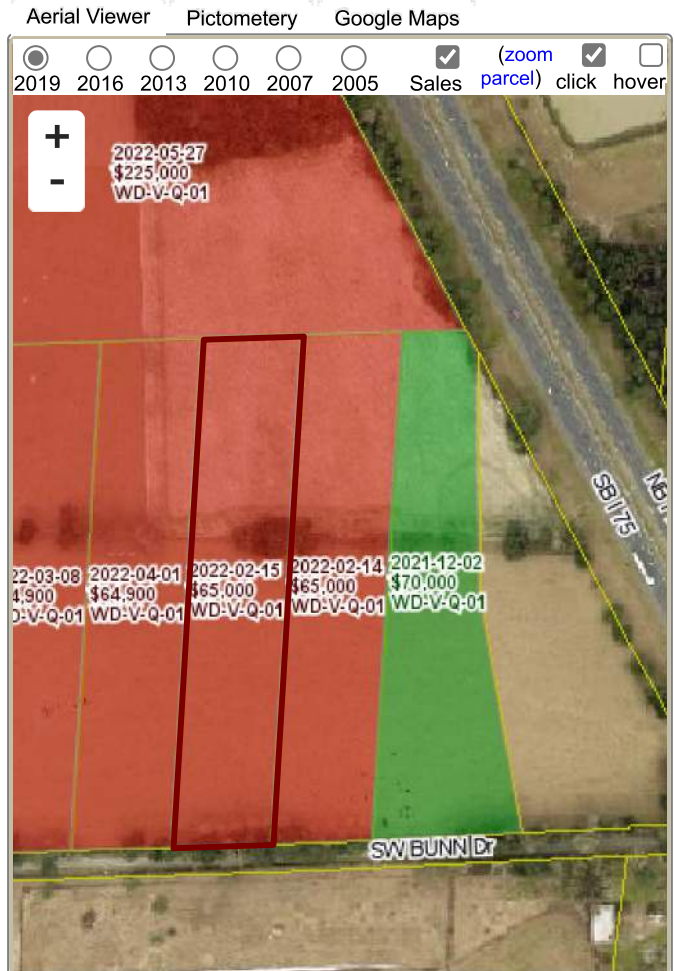 Aerial Viewer Pictometery Google Maps
2019 2016 2013 2010 2007 2005 Sales (zoom parcel) click hover
+
-
2022-05-27
$225,000
WD-V-Q-01
22-03-08
4,900
D-V-Q-01
2022-04-01
$64,900
WD-V-Q-01
2022-02-15
$65,000
WD-V-Q-01
2022-02-14
$65,000
WD-V-Q-01
2021-12-02
$70,000
WD-V-Q-01
SB I 75
NB I
SW BUNN Dr